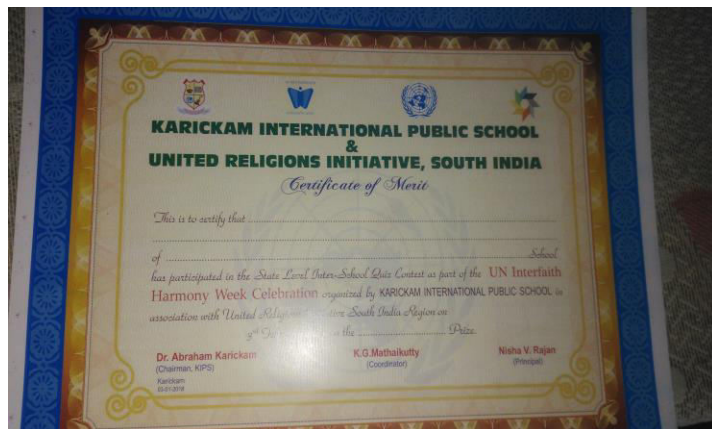 KARICKAM INTERNATIONAL PUBLIC SCHOOL
&
UNITED RELIGIONS INITIATIVE, SOUTH INDIA
Certificate of Merit
This is to certify that
of School
has participated in the State Level Inter-School Quiz Contest as part of the UN Interfaith
Harmony Week Celebration organized by KARICKAM INTERNATIONAL PUBLIC SCHOOL in
association with United South India Region on
the Prize
Dr. Abraham Karickam K.G.Mathaikutty Nisha V. Rajan
(Chairman, KIPS) (Coordinator) (Principal)
Karickam